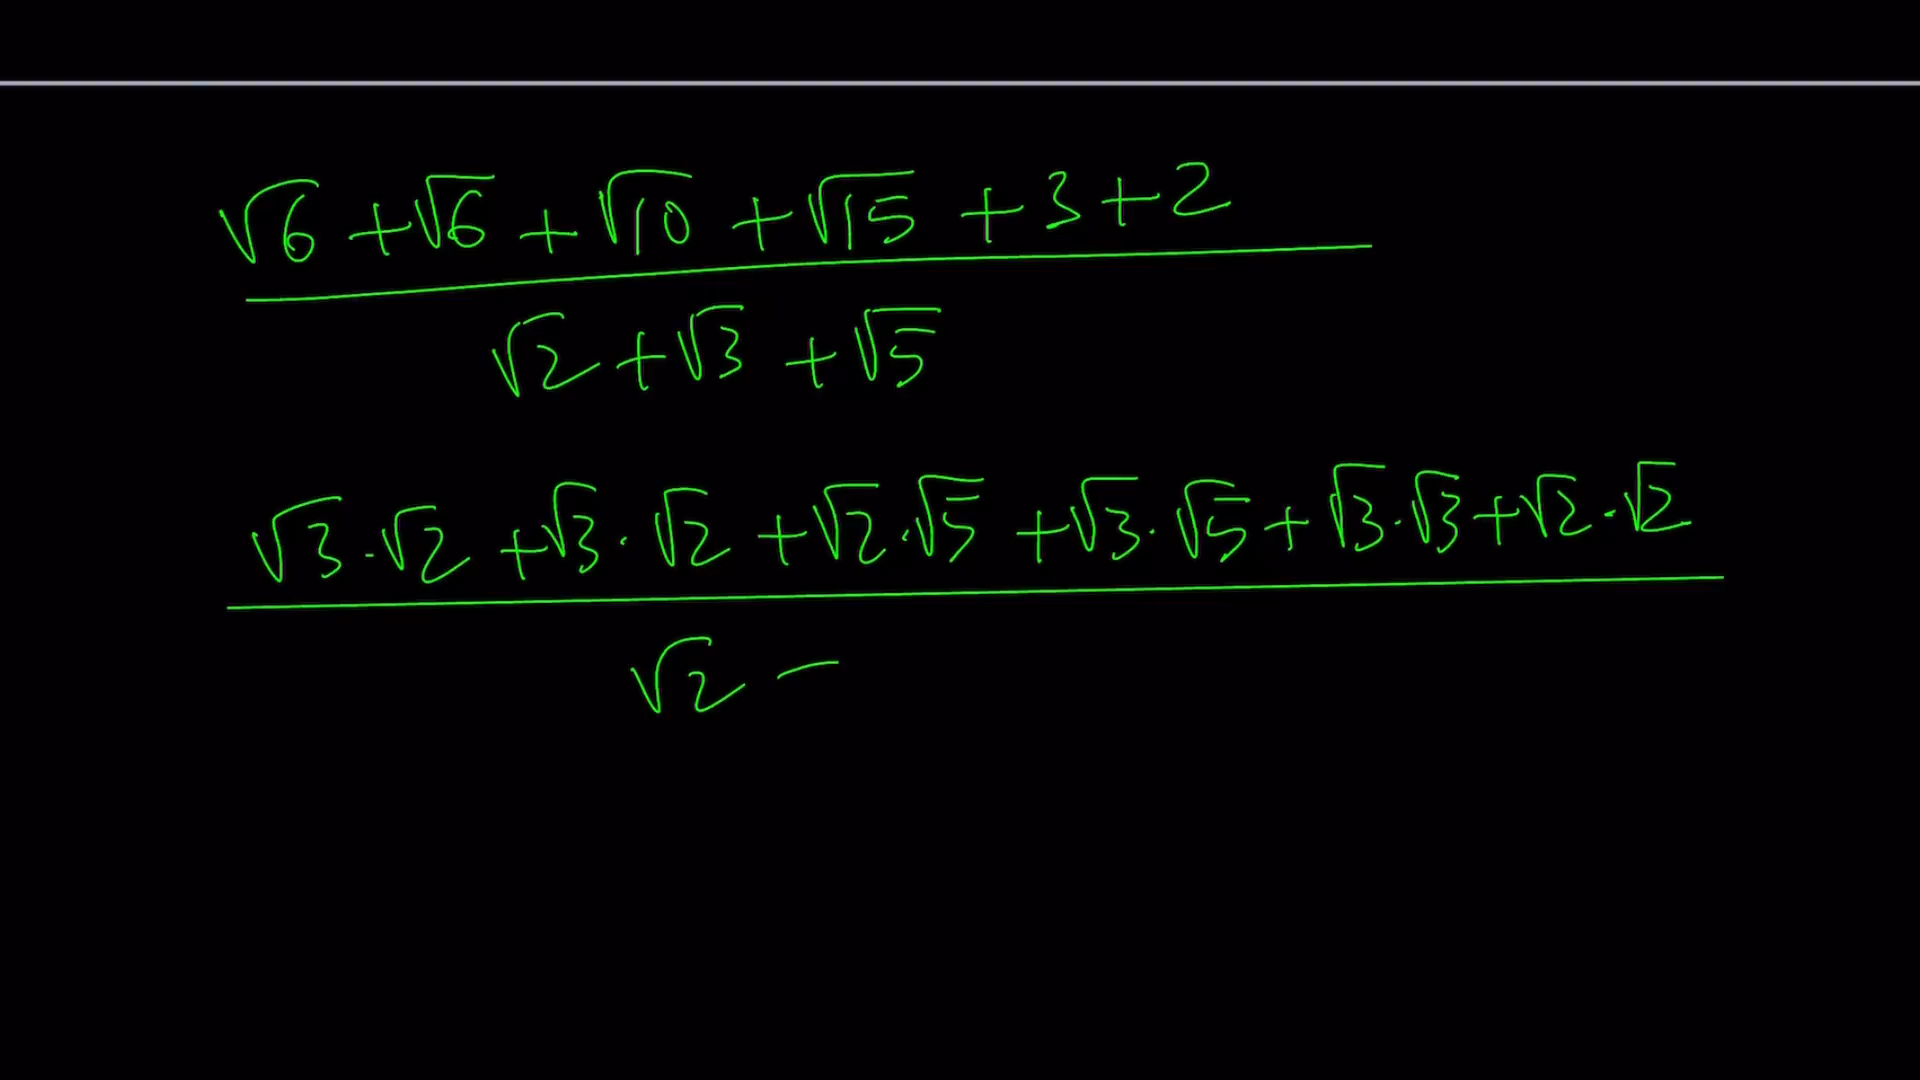 √6 + √6 + √10 + √15 + 3 + 2
√2 + √3 + √5
√3 · √2 + √3 · √2 + √2 · √5 + √3 · √5 + √3 · √3 + √2 · √2
√2 −